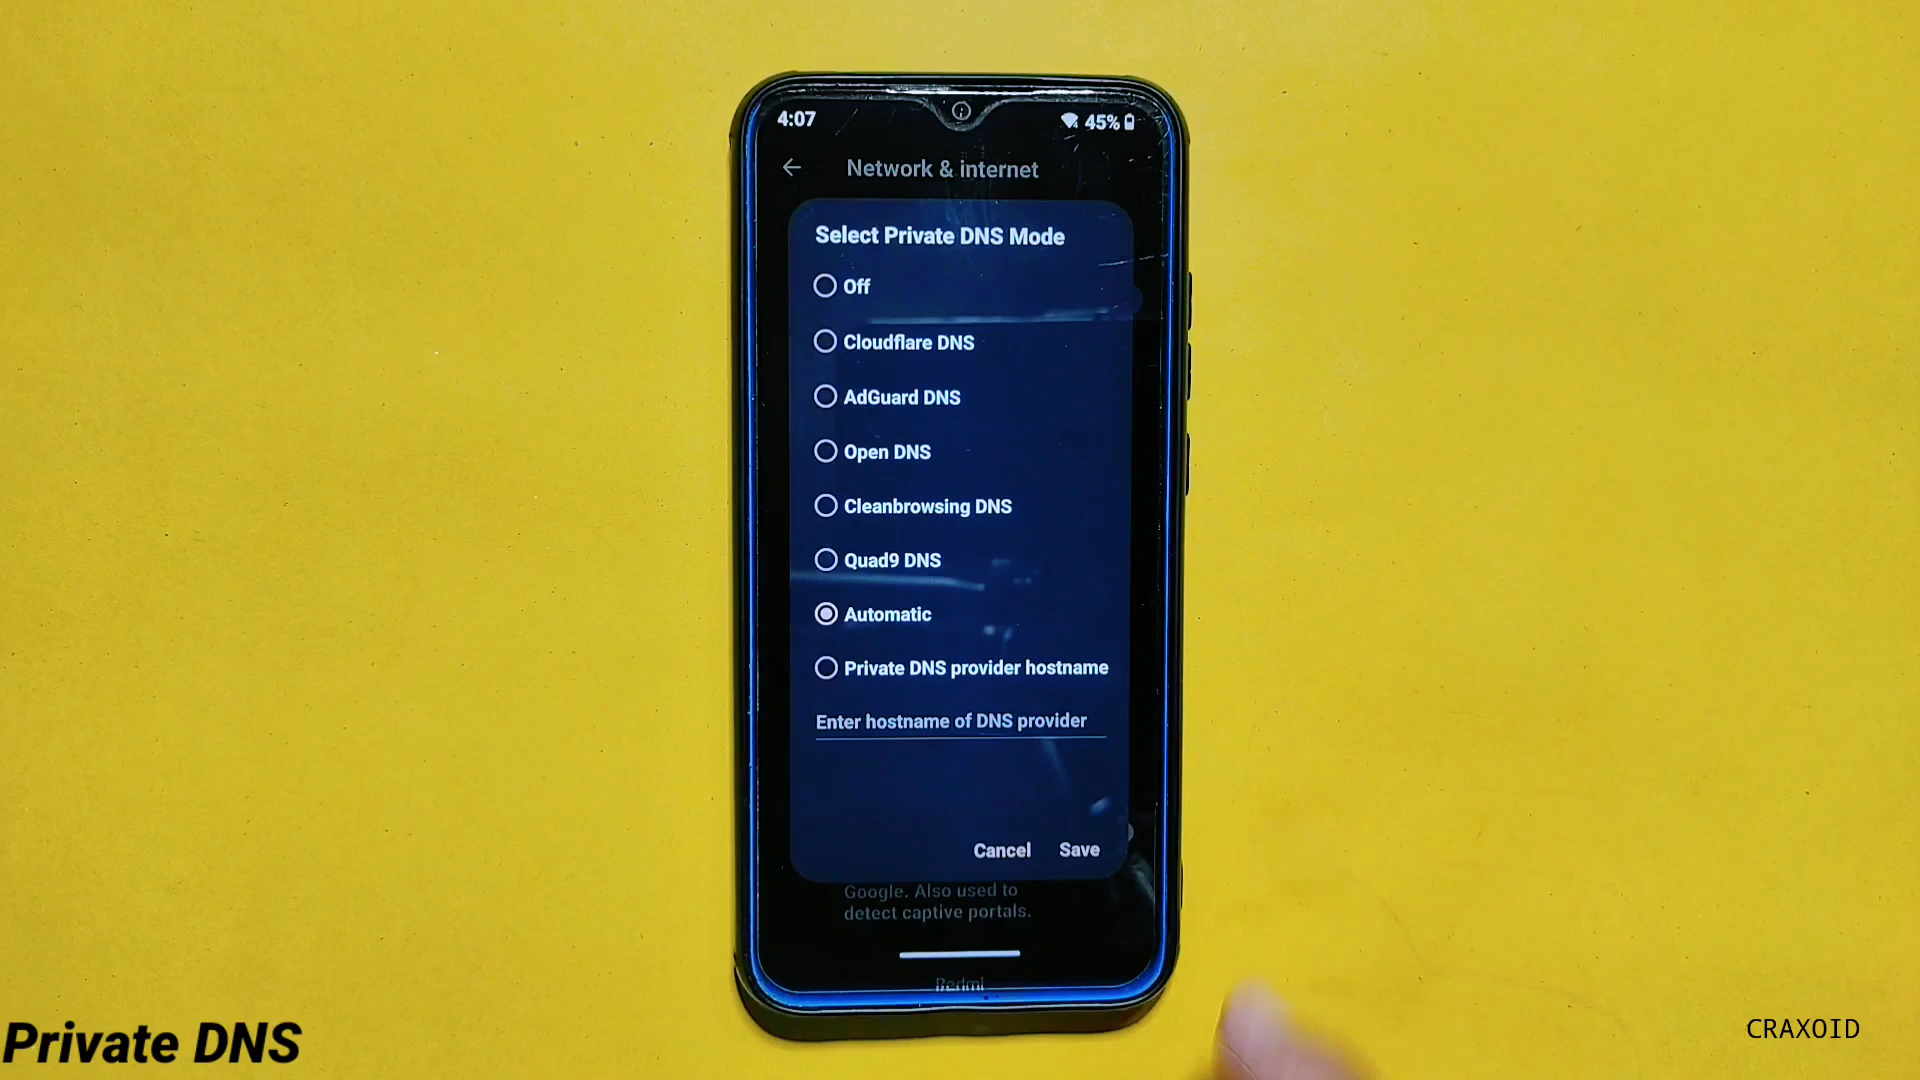 4:07
45%
Network & internet
Select Private DNS Mode
Off
Cloudflare DNS
AdGuard DNS
Open DNS
Cleanbrowsing DNS
Quad9 DNS
Automatic
Private DNS provider hostname
Enter hostname of DNS provider
Cancel Save
Google. Also used to
detect captive portals.
Redmi
Private DNS
CRAXOID